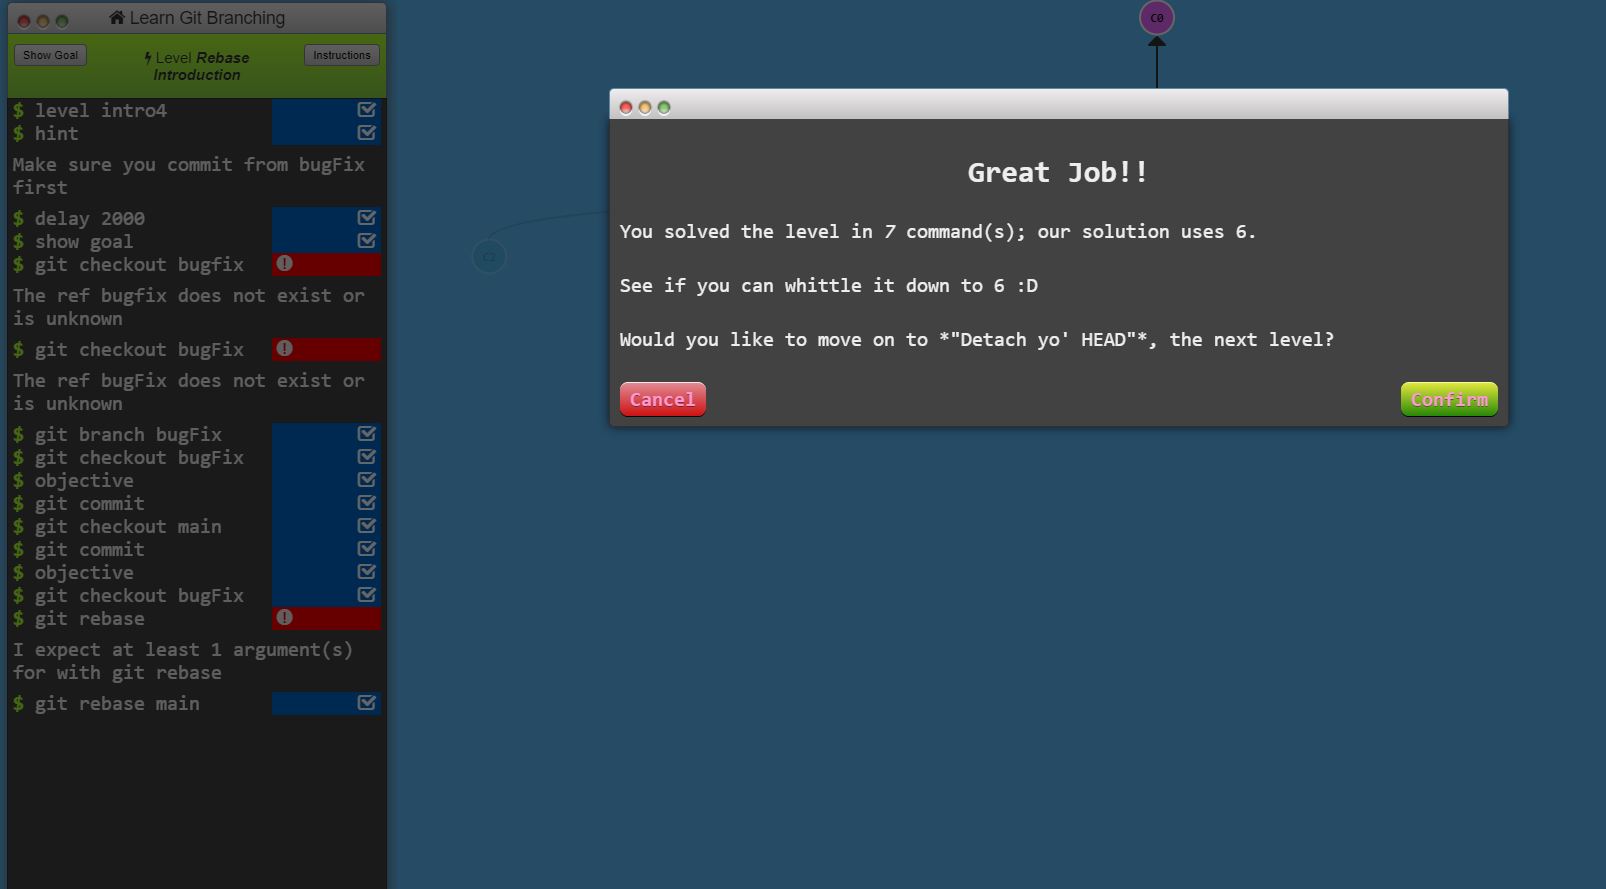 Learn Git Branching
Show Goal
Level Rebase Introduction
Instructions
$ level intro4
$ hint
Make sure you commit from bugFix
first
$ delay 2000
$ show goal
$ git checkout bugfix
The ref bugfix does not exist or
is unknown
$ git checkout bugFix
The ref bugFix does not exist or
is unknown
$ git branch bugFix
$ git checkout bugFix
$ objective
$ git commit
$ git checkout main
$ git commit
$ objective
$ git checkout bugFix
$ git rebase
I expect at least 1 argument(s)
for with git rebase
$ git rebase main
C0
C2
Great Job!!
You solved the level in 7 command(s); our solution uses 6.
See if you can whittle it down to 6 :D
Would you like to move on to *"Detach yo' HEAD"*, the next level?
Cancel
Confirm